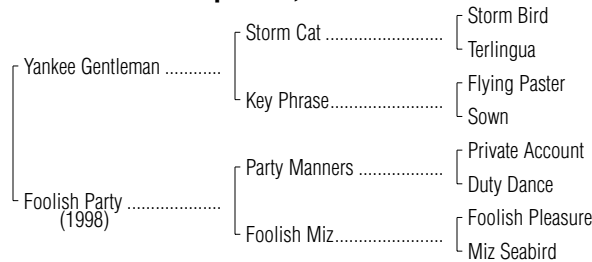 Storm Bird
Storm Cat ........................
Terlingua
Yankee Gentleman ............
Flying Paster
Key Phrase.......................
Sown
Private Account
Party Manners .................
Duty Dance
Foolish Party ....................
(1998)
Foolish Pleasure
Foolish Miz......................
Miz Seabird